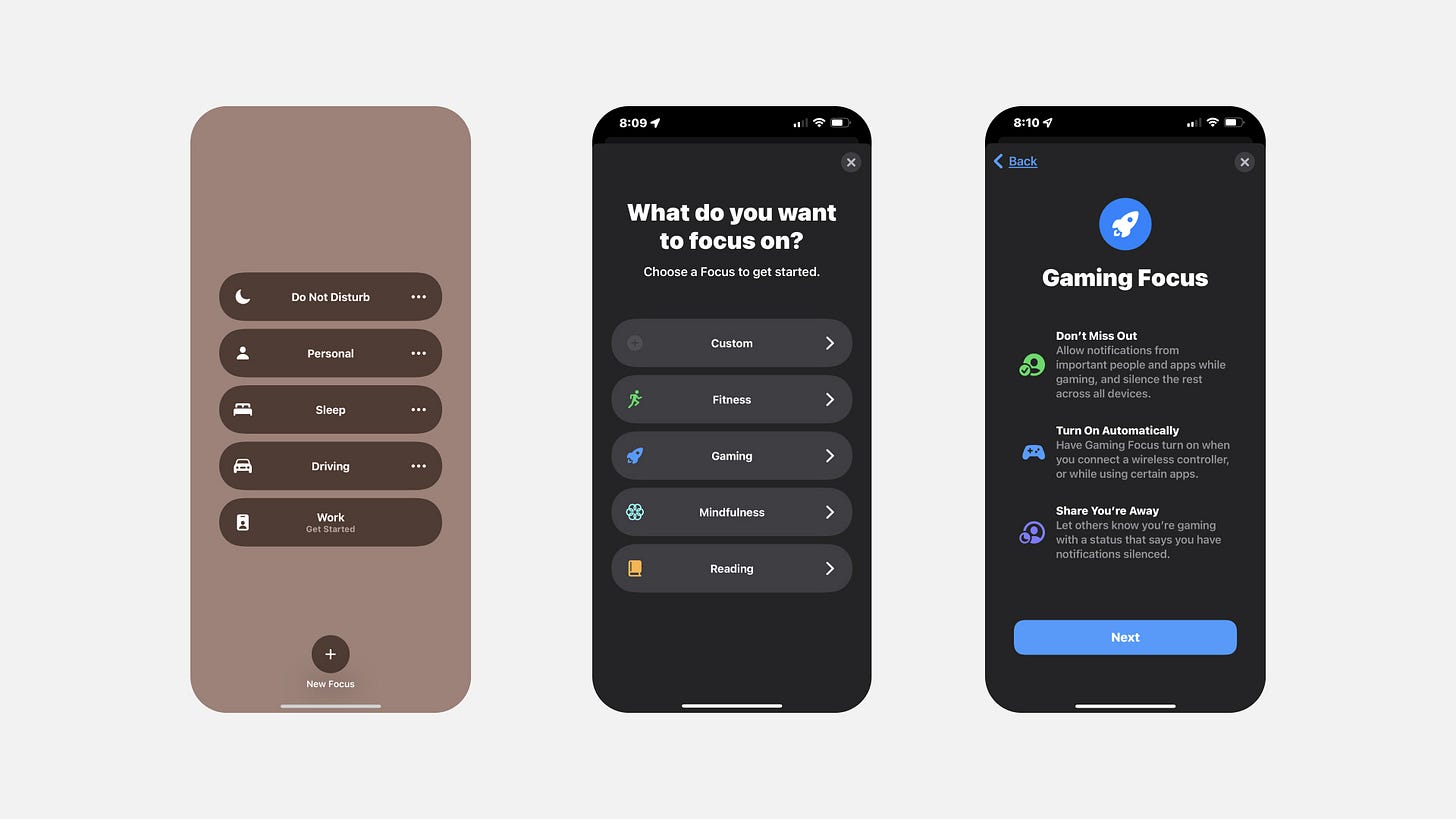 Do Not Disturb
Personal
Sleep
Driving
Work
Get Started
New Focus
8:09
What do you want
to focus on?
Choose a Focus to get started.
Custom
Fitness
Gaming
Mindfulness
Reading
8:10
Back
Gaming Focus
Don’t Miss Out
Allow notifications from
important people and apps while
gaming, and silence the rest
across all devices.
Turn On Automatically
Have Gaming Focus turn on when
you connect a wireless controller,
or while using certain apps.
Share You’re Away
Let others know you’re gaming
with a status that says you have
notifications silenced.
Next